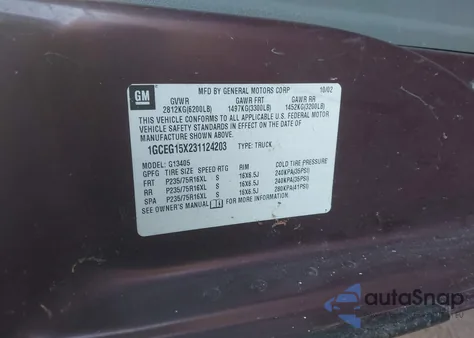 GM
MFD BY GENERAL MOTORS CORP 10/02
GVWR GAWR FRT GAWR RR
2812KG(6200LB) 1497KG(3300LB) 1452KG(3200LB)
THIS VEHICLE CONFORMS TO ALL APPLICABLE U.S. FEDERAL MOTOR
VEHICLE SAFETY STANDARDS IN EFFECT ON THE DATE
OF MANUFACTURE SHOWN ABOVE.
1GCEG15X231124203 TYPE: TRUCK
MODEL: G13405
GPFG TIRE SIZE SPEED RTG RIM COLD TIRE PRESSURE
FRT P235/75R16XL S 16X6.5J 240KPA(35PSI)
RR P235/75R16XL S 16X6.5J 240KPA(35PSI)
SPA P235/75R16XL S 16X6.5J 280KPA(41PSI)
SEE OWNER'S MANUAL FOR ADDITIONAL INFORMATION.
autoSnap